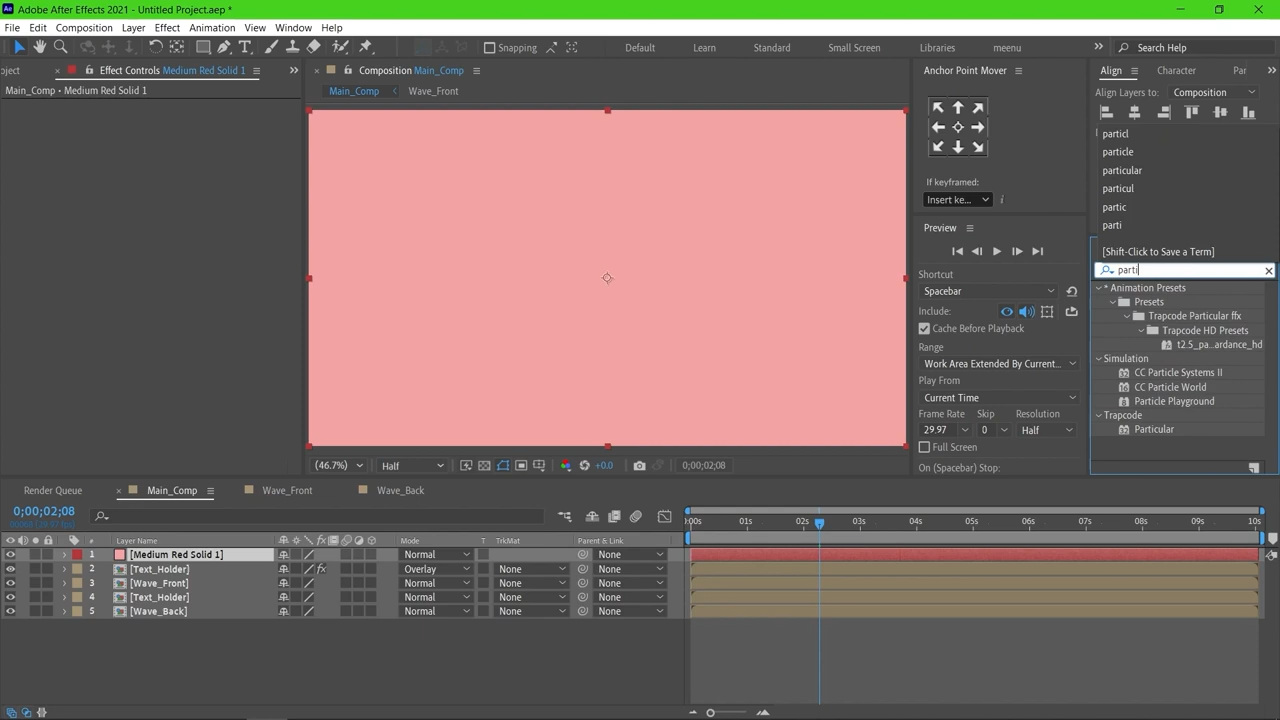 Ae Adobe After Effects 2021 - Untitled Project.aep *
File Edit Composition Layer Effect Animation View Window Help
Snapping Default Learn Standard Small Screen Libraries meenu » Search Help
oject × Effect Controls Medium Red Solid 1 »
Main_Comp • Medium Red Solid 1
× Composition Main_Comp
Main_Comp < Wave_Front
Anchor Point Mover
If keyframed:
Insert ke...
Preview
Shortcut
Spacebar
Include:
Cache Before Playback
Range
Work Area Extended By Current...
Play From
Current Time
Frame Rate Skip Resolution
29.97 0 Half
Full Screen
On (Spacebar) Stop:
Align Character Par »
Align Layers to: Composition
particl
particle
particular
particul
partic
parti
[Shift-Click to Save a Term]
parti
* Animation Presets
Presets
Trapcode Particular ffx
Trapcode HD Presets
t2.5_pa...ardance_hd
Simulation
CC Particle Systems II
CC Particle World
Particle Playground
Trapcode
Particular
(46.7%) Half +0.0 0;00;02;08
Render Queue × Main_Comp Wave_Front Wave_Back
0;00;02;08
# Layer Name Mode T TrkMat Parent & Link
1 [Medium Red Solid 1] Normal None
2 [Text_Holder] Overlay None None
3 [Wave_Front] Normal None None
4 [Text_Holder] Normal None None
5 [Wave_Back] Normal None None
01s 02s 03s 04s 05s 06s 07s 08s 09s 10s